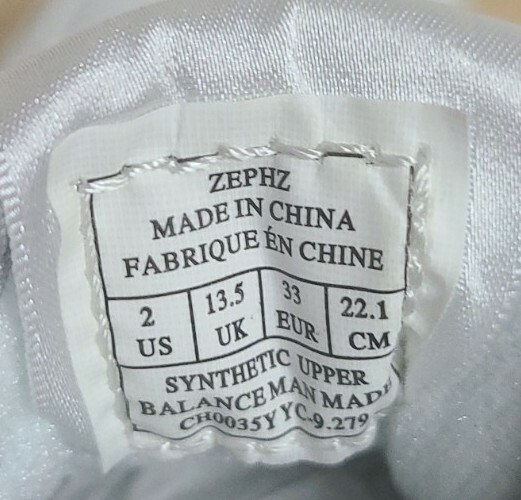 ZEPHZ
MADE IN CHINA
FABRIQUE ÉN CHINE
2 13.5 33 22.1
US UK EUR CM
SYNTHETIC UPPER
BALANCE MAN MADE
CH0035Y YC-9.279